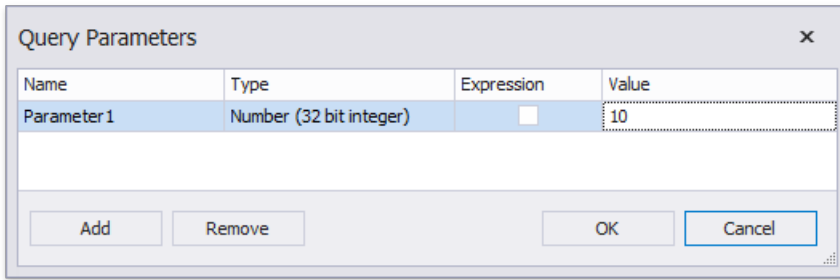 Query Parameters
Name Type Expression Value
Parameter1 Number (32 bit integer) 10
Add Remove OK Cancel